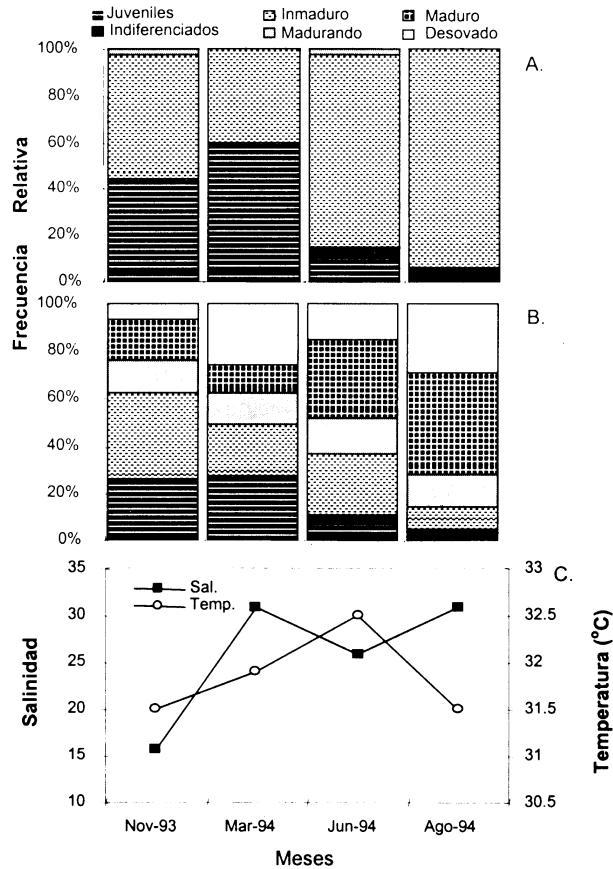 Juveniles Inmaduro Maduro
Indiferenciados Madurando Desovado
100%
80%
60%
40%
20%
0%
A.
Frecuencia Relativa
100%
80%
60%
40%
20%
0%
B.
35
30
25
20
15
10
Salinidad
Sal.
Temp.
C.
33
32.5
32
31.5
31
30.5
Temperatura (°C)
Nov-93 Mar-94 Jun-94 Ago-94
Meses